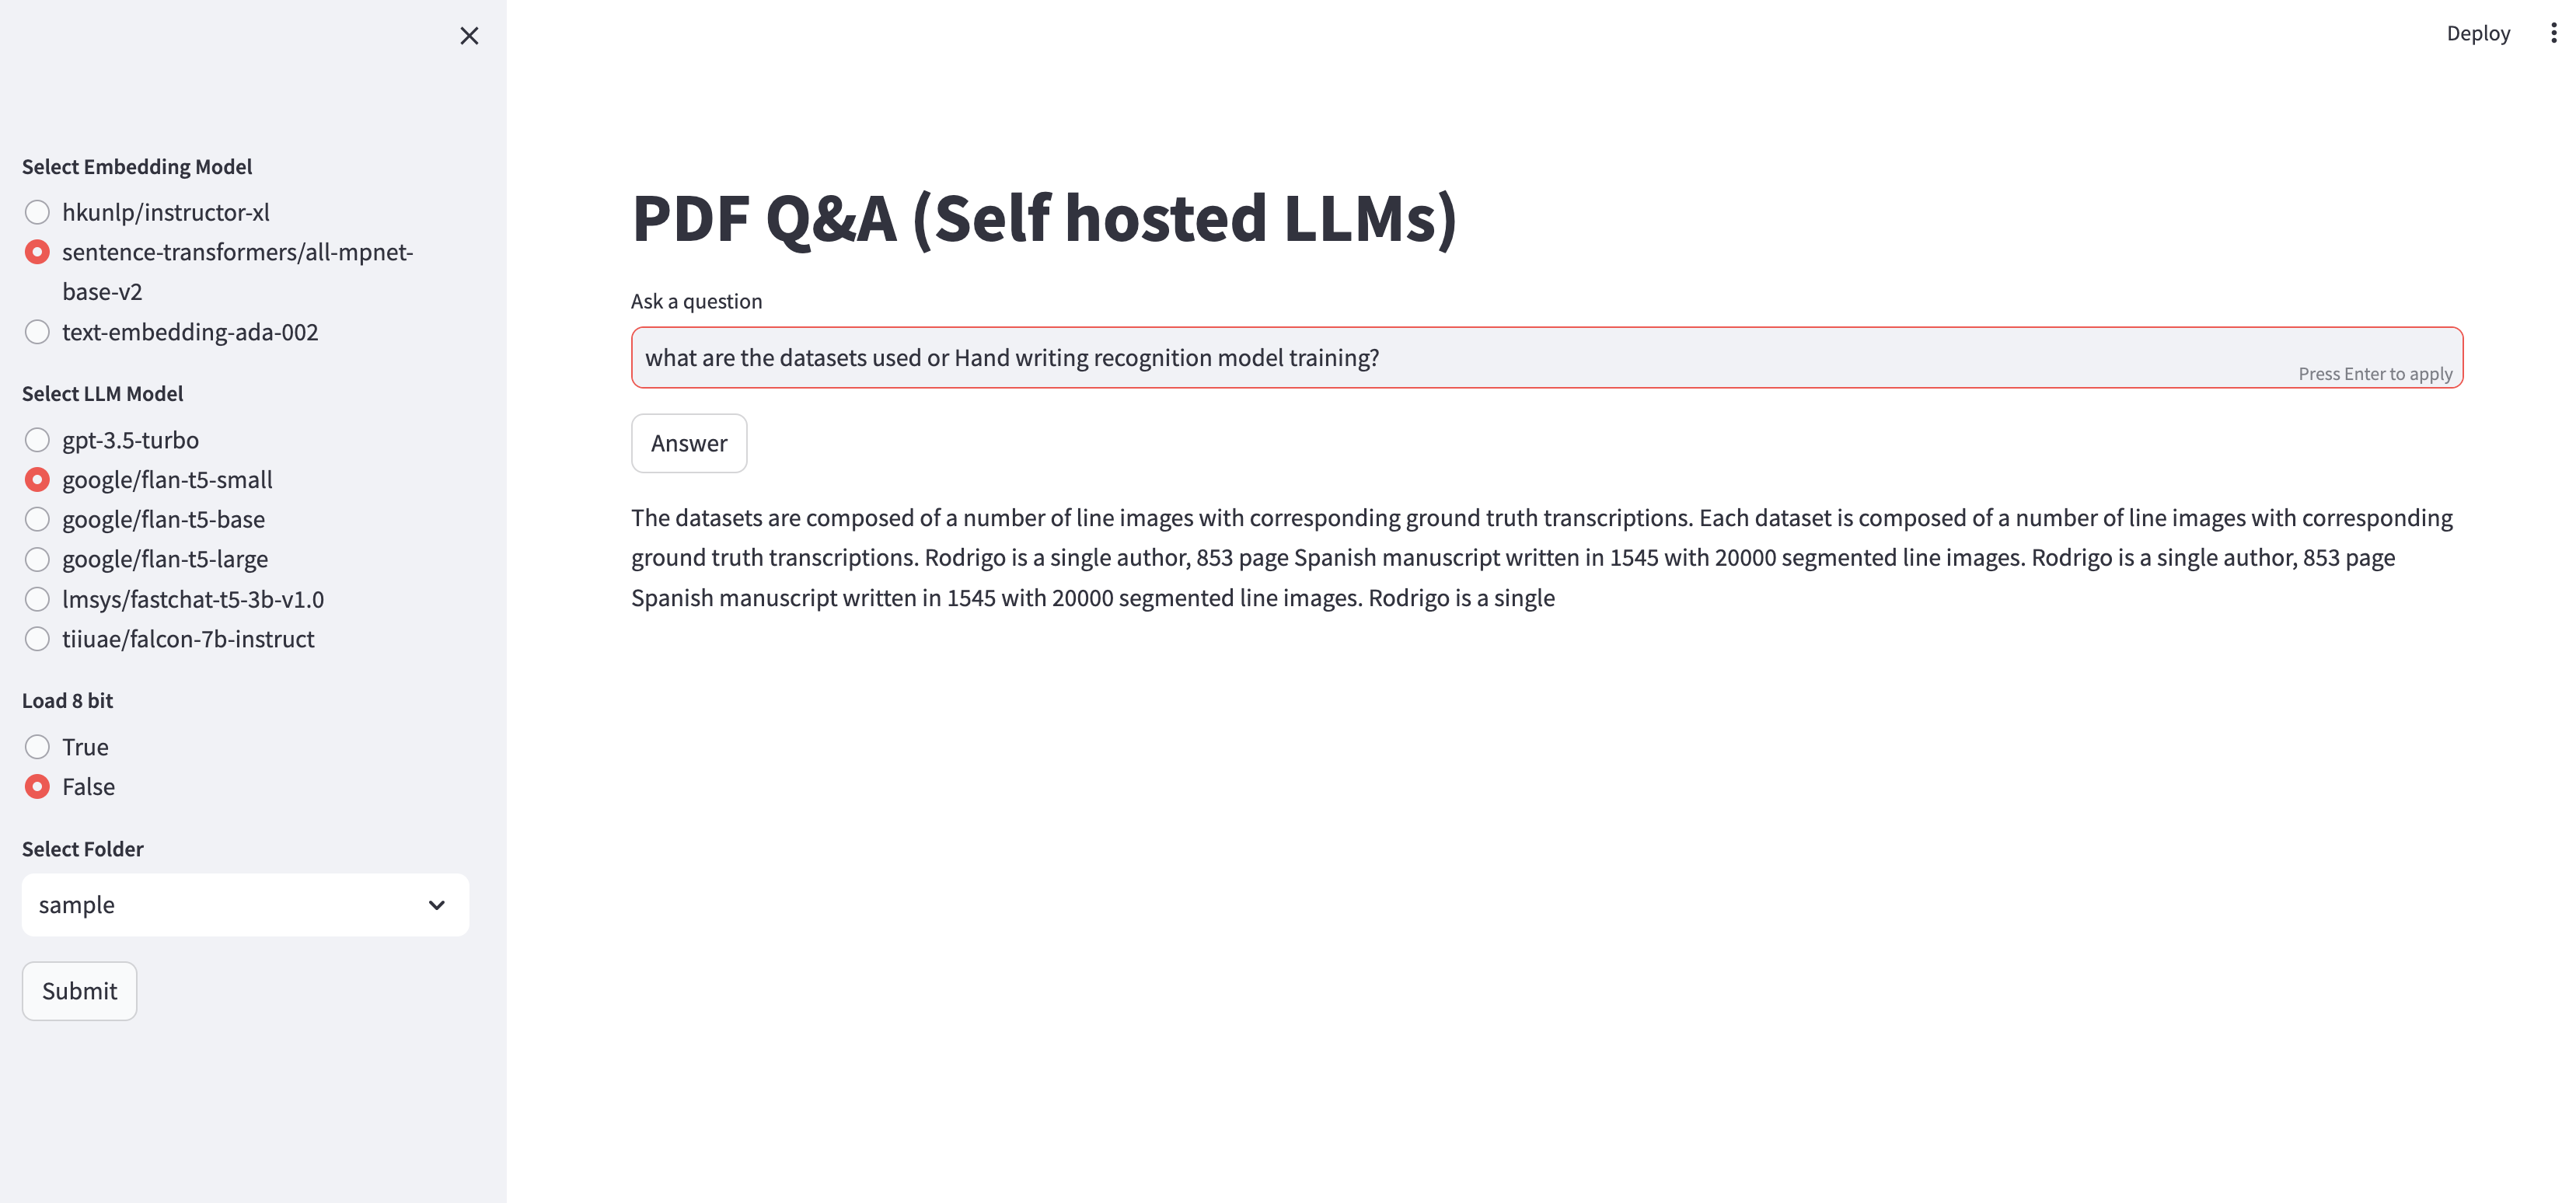 Select Embedding Model
hkunlp/instructor-xl
sentence-transformers/all-mpnet-
base-v2
text-embedding-ada-002
Select LLM Model
gpt-3.5-turbo
google/flan-t5-small
google/flan-t5-base
google/flan-t5-large
lmsys/fastchat-t5-3b-v1.0
tiiuae/falcon-7b-instruct
Load 8 bit
True
False
Select Folder
sample
Submit
Deploy
PDF Q&A (Self hosted LLMs)
Ask a question
what are the datasets used or Hand writing recognition model training?
Press Enter to apply
Answer
The datasets are composed of a number of line images with corresponding ground truth transcriptions. Each dataset is composed of a number of line images with corresponding
ground truth transcriptions. Rodrigo is a single author, 853 page Spanish manuscript written in 1545 with 20000 segmented line images. Rodrigo is a single author, 853 page
Spanish manuscript written in 1545 with 20000 segmented line images. Rodrigo is a single